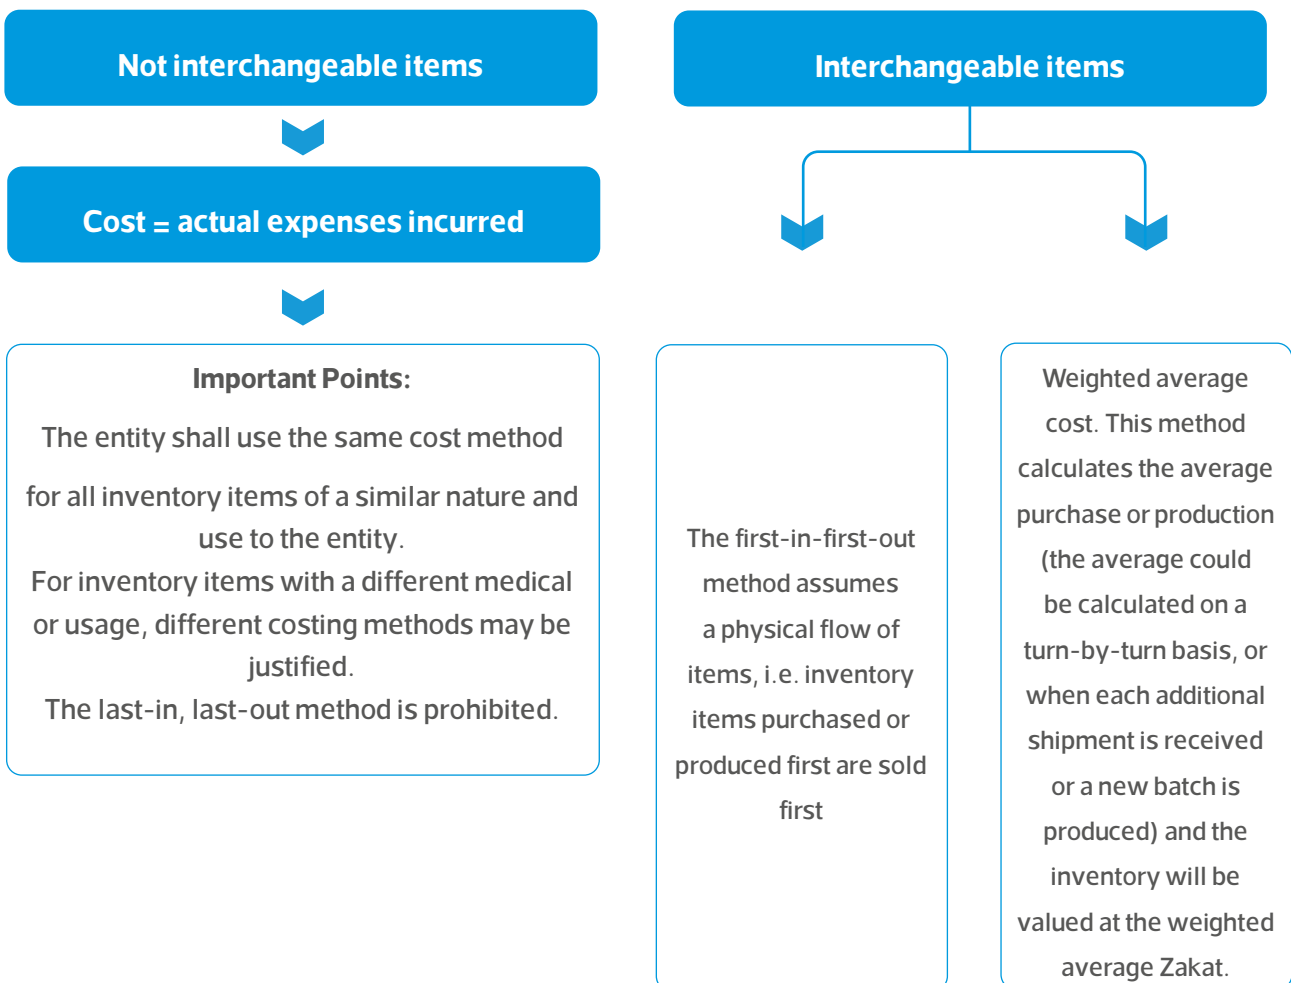 Not interchangeable items
Cost = actual expenses incurred
Important Points:
The entity shall use the same cost method
for all inventory items of a similar nature and
use to the entity.
For inventory items with a different medical
or usage, different costing methods may be
justified.
The last-in, last-out method is prohibited.
Interchangeable items
The first-in-first-out
method assumes
a physical flow of
items, i.e. inventory
items purchased or
produced first are sold
first
Weighted average
cost. This method
calculates the average
purchase or production
(the average could
be calculated on a
turn-by-turn basis, or
when each additional
shipment is received
or a new batch is
produced) and the
inventory will be
valued at the weighted
average Zakat.